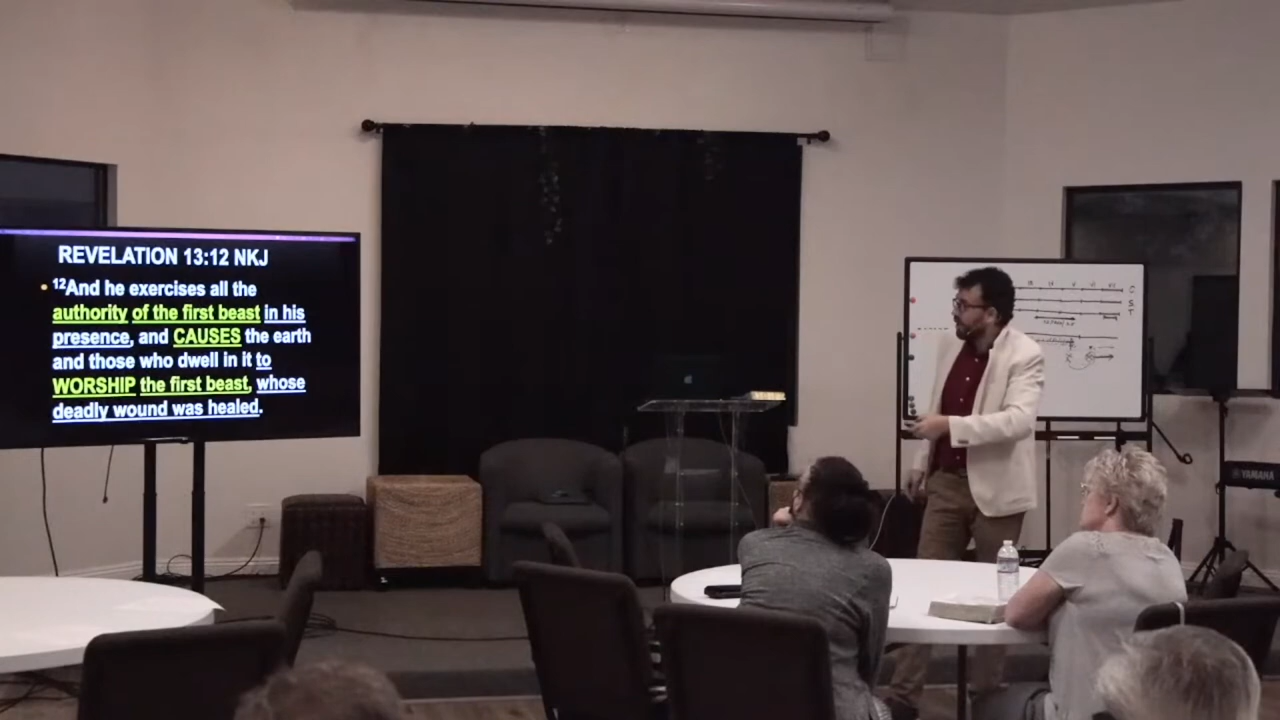 REVELATION 13:12 NKJ
• ¹²And he exercises all the
authority of the first beast in his
presence, and CAUSES the earth
and those who dwell in it to
WORSHIP the first beast, whose
deadly wound was healed.
C
S
T
YAMAHA